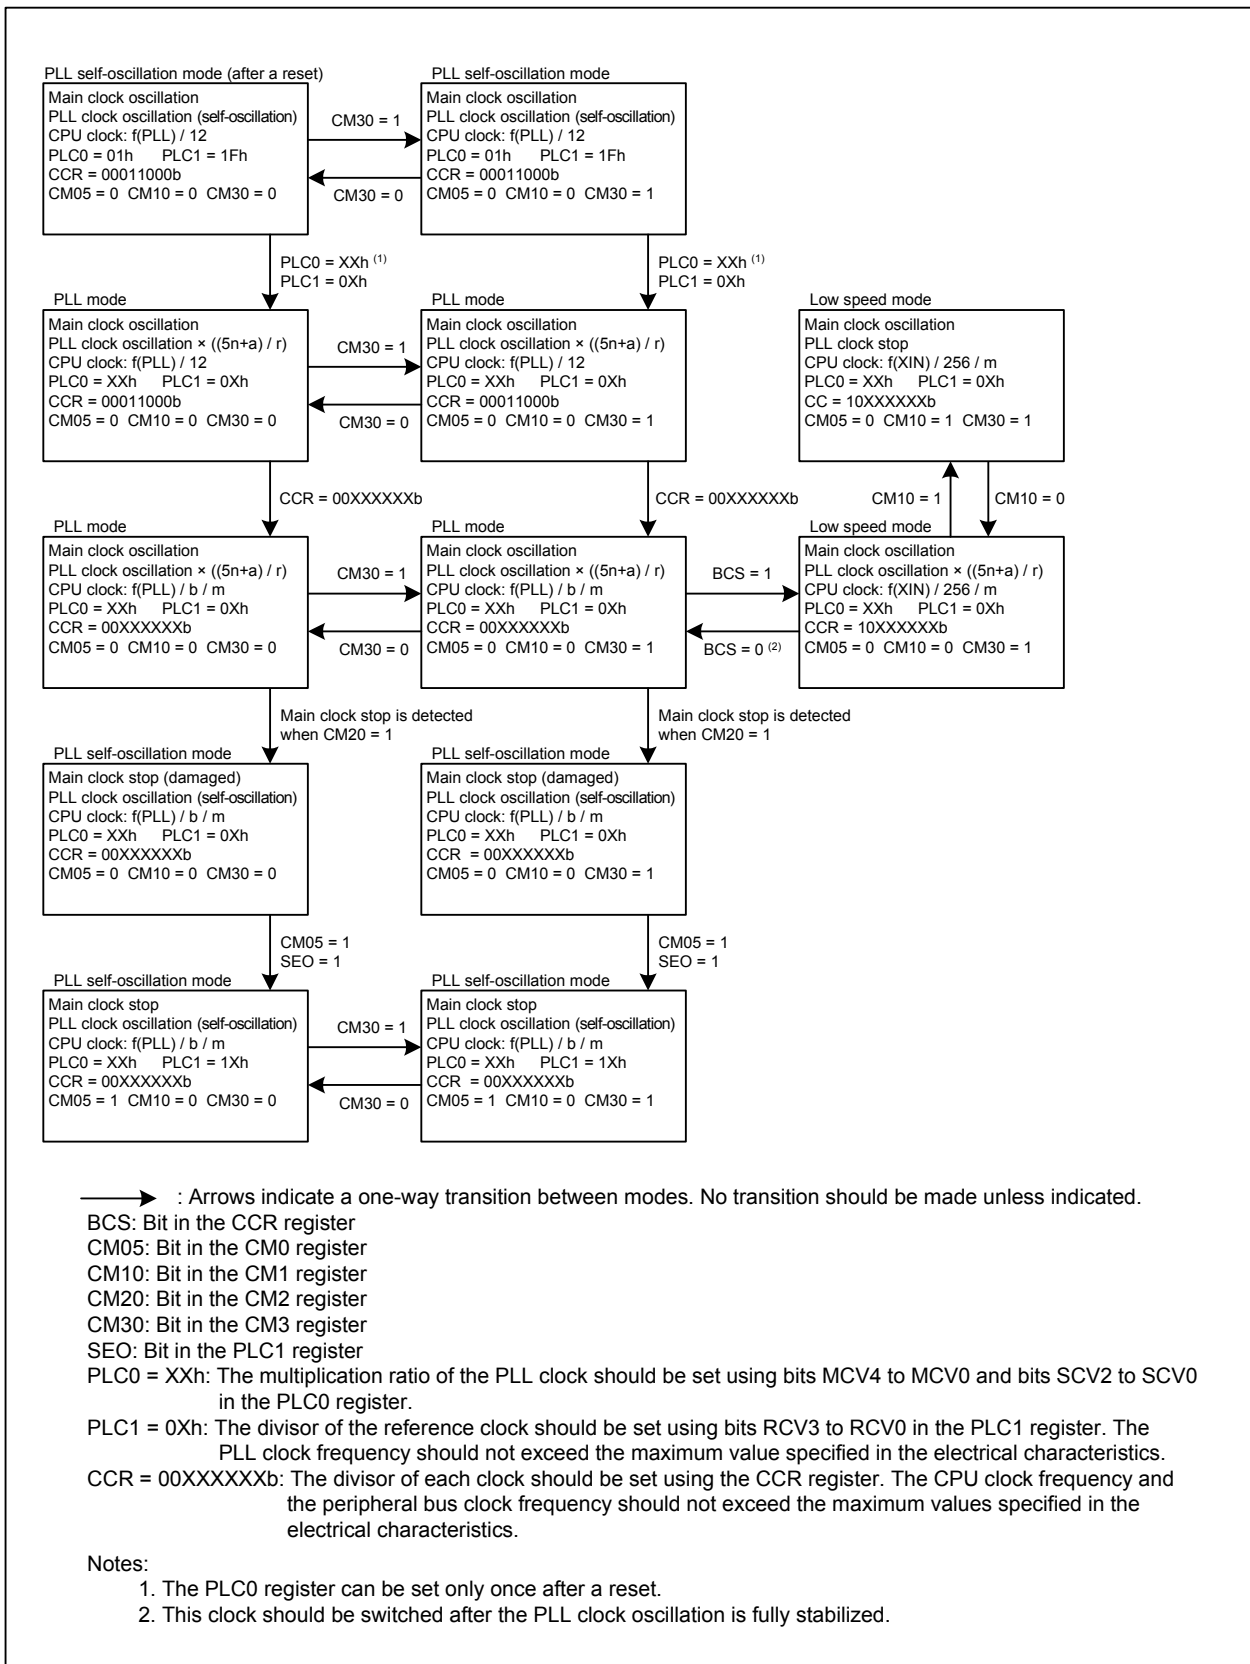 PLL self-oscillation mode (after a reset)
Main clock oscillation
PLL clock oscillation (self-oscillation)
CPU clock: f(PLL) / 12
PLC0 = 01h PLC1 = 1Fh
CCR = 00011000b
CM05 = 0 CM10 = 0 CM30 = 0
CM30 = 1
CM30 = 0
PLL self-oscillation mode
Main clock oscillation
PLL clock oscillation (self-oscillation)
CPU clock: f(PLL) / 12
PLC0 = 01h PLC1 = 1Fh
CCR = 00011000b
CM05 = 0 CM10 = 0 CM30 = 1
PLC0 = XXh (1)
PLC1 = 0Xh
PLC0 = XXh (1)
PLC1 = 0Xh
PLL mode
Main clock oscillation
PLL clock oscillation × ((5n+a) / r)
CPU clock: f(PLL) / 12
PLC0 = XXh PLC1 = 0Xh
CCR = 00011000b
CM05 = 0 CM10 = 0 CM30 = 0
CM30 = 1
CM30 = 0
PLL mode
Main clock oscillation
PLL clock oscillation × ((5n+a) / r)
CPU clock: f(PLL) / 12
PLC0 = XXh PLC1 = 0Xh
CCR = 00011000b
CM05 = 0 CM10 = 0 CM30 = 1
Low speed mode
Main clock oscillation
PLL clock stop
CPU clock: f(XIN) / 256 / m
PLC0 = XXh PLC1 = 0Xh
CC = 10XXXXXXb
CM05 = 0 CM10 = 1 CM30 = 1
CCR = 00XXXXXXb
CCR = 00XXXXXXb
CM10 = 1
CM10 = 0
PLL mode
Main clock oscillation
PLL clock oscillation × ((5n+a) / r)
CPU clock: f(PLL) / b / m
PLC0 = XXh PLC1 = 0Xh
CCR = 00XXXXXXb
CM05 = 0 CM10 = 0 CM30 = 0
CM30 = 1
CM30 = 0
PLL mode
Main clock oscillation
PLL clock oscillation × ((5n+a) / r)
CPU clock: f(PLL) / b / m
PLC0 = XXh PLC1 = 0Xh
CCR = 00XXXXXXb
CM05 = 0 CM10 = 0 CM30 = 1
BCS = 1
BCS = 0 (2)
Low speed mode
Main clock oscillation
PLL clock oscillation × ((5n+a) / r)
CPU clock: f(XIN) / 256 / m
PLC0 = XXh PLC1 = 0Xh
CCR = 10XXXXXXb
CM05 = 0 CM10 = 0 CM30 = 1
Main clock stop is detected
when CM20 = 1
Main clock stop is detected
when CM20 = 1
PLL self-oscillation mode
Main clock stop (damaged)
PLL clock oscillation (self-oscillation)
CPU clock: f(PLL) / b / m
PLC0 = XXh PLC1 = 0Xh
CCR = 00XXXXXXb
CM05 = 0 CM10 = 0 CM30 = 0
PLL self-oscillation mode
Main clock stop (damaged)
PLL clock oscillation (self-oscillation)
CPU clock: f(PLL) / b / m
PLC0 = XXh PLC1 = 0Xh
CCR = 00XXXXXXb
CM05 = 0 CM10 = 0 CM30 = 1
CM05 = 1
SEO = 1
CM05 = 1
SEO = 1
PLL self-oscillation mode
Main clock stop
PLL clock oscillation (self-oscillation)
CPU clock: f(PLL) / b / m
PLC0 = XXh PLC1 = 1Xh
CCR = 00XXXXXXb
CM05 = 1 CM10 = 0 CM30 = 0
CM30 = 1
CM30 = 0
PLL self-oscillation mode
Main clock stop
PLL clock oscillation (self-oscillation)
CPU clock: f(PLL) / b / m
PLC0 = XXh PLC1 = 1Xh
CCR = 00XXXXXXb
CM05 = 1 CM10 = 0 CM30 = 1
: Arrows indicate a one-way transition between modes. No transition should be made unless indicated.
BCS: Bit in the CCR register
CM05: Bit in the CM0 register
CM10: Bit in the CM1 register
CM20: Bit in the CM2 register
CM30: Bit in the CM3 register
SEO: Bit in the PLC1 register
PLC0 = XXh: The multiplication ratio of the PLL clock should be set using bits MCV4 to MCV0 and bits SCV2 to SCV0
in the PLC0 register.
PLC1 = 0Xh: The divisor of the reference clock should be set using bits RCV3 to RCV0 in the PLC1 register. The
PLL clock frequency should not exceed the maximum value specified in the electrical characteristics.
CCR = 00XXXXXXb: The divisor of each clock should be set using the CCR register. The CPU clock frequency and
the peripheral bus clock frequency should not exceed the maximum values specified in the
electrical characteristics.
Notes:
1. The PLC0 register can be set only once after a reset.
2. This clock should be switched after the PLL clock oscillation is fully stabilized.